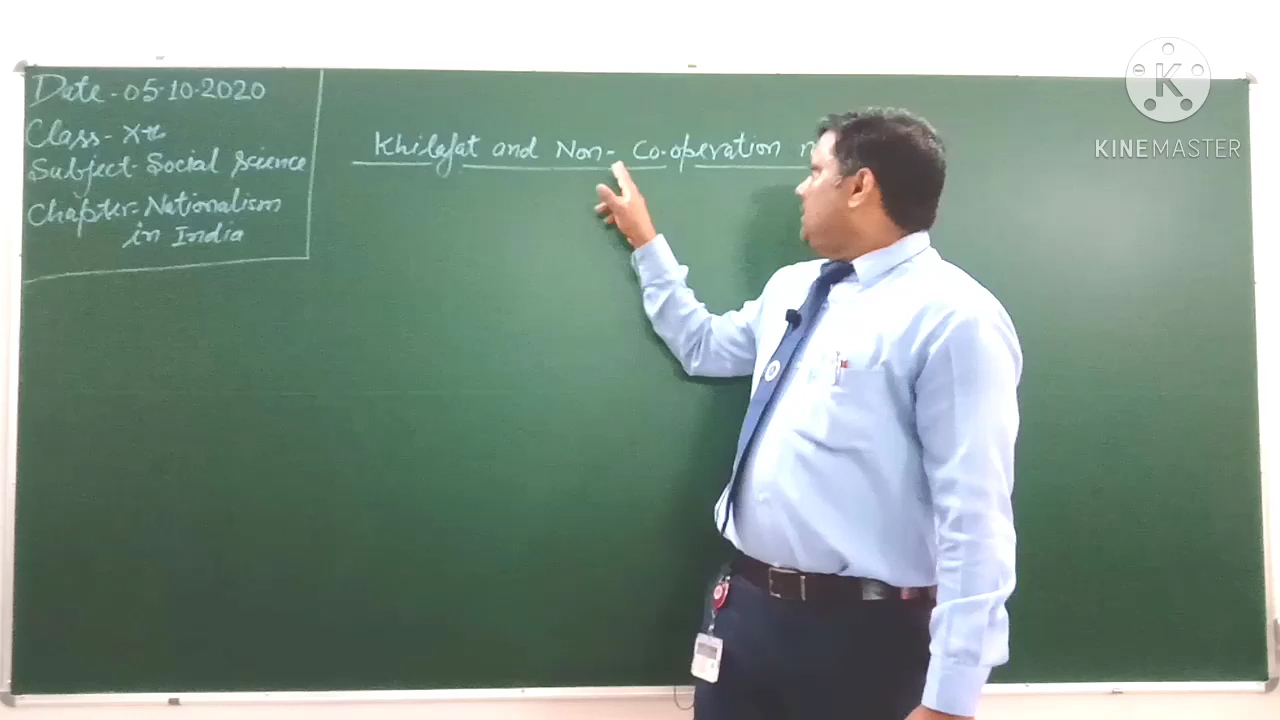 Date - 05-10-2020
Class - Xth
Subject - Social Science
Chapter - Nationalism
in India
Khilafat and Non - Co-operation
K
KINEMASTER